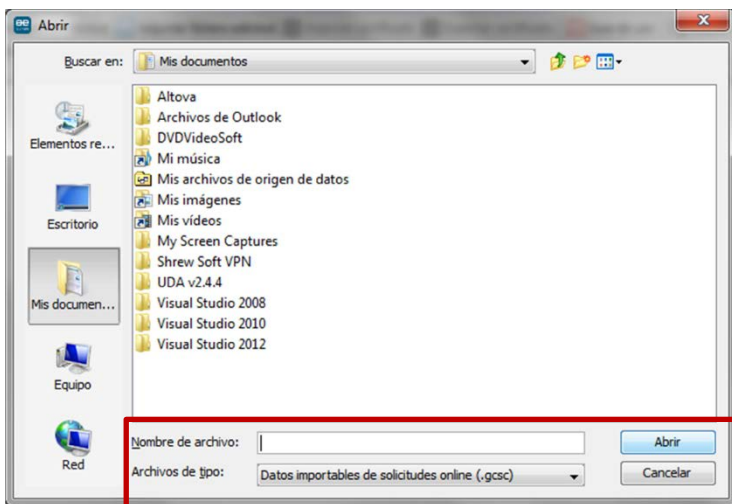 Abrir
Buscar en: Mis documentos
Elementos re...
Escritorio
Mis documen...
Equipo
Red
Altova
Archivos de Outlook
DVDVideoSoft
Mi música
Mis archivos de origen de datos
Mis imágenes
Mis vídeos
My Screen Captures
Shrew Soft VPN
UDA v2.4.4
Visual Studio 2008
Visual Studio 2010
Visual Studio 2012
Nombre de archivo:
Abrir
Archivos de tipo: Datos importables de solicitudes online (.gcsc)
Cancelar